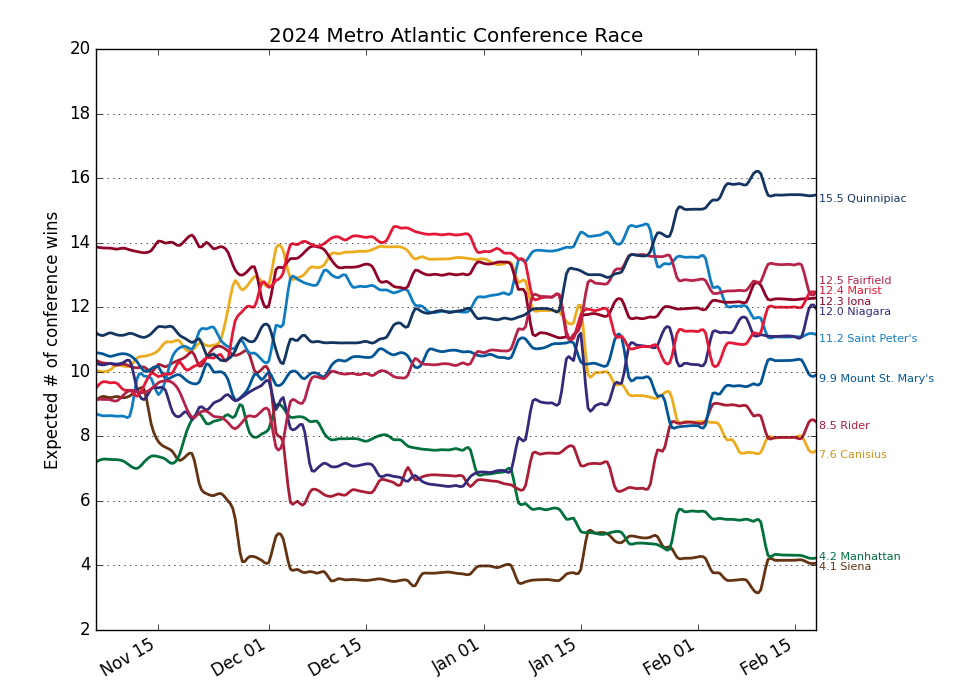 2024 Metro Atlantic Conference Race
Expected # of conference wins
20
18
16
14
12
10
8
6
4
2
15.5 Quinnipiac
12.5 Fairfield
12.4 Marist
12.3 Iona
12.0 Niagara
11.2 Saint Peter's
9.9 Mount St. Mary's
8.5 Rider
7.6 Canisius
4.2 Manhattan
4.1 Siena
Nov 15
Dec 01
Dec 15
Jan 01
Jan 15
Feb 01
Feb 15